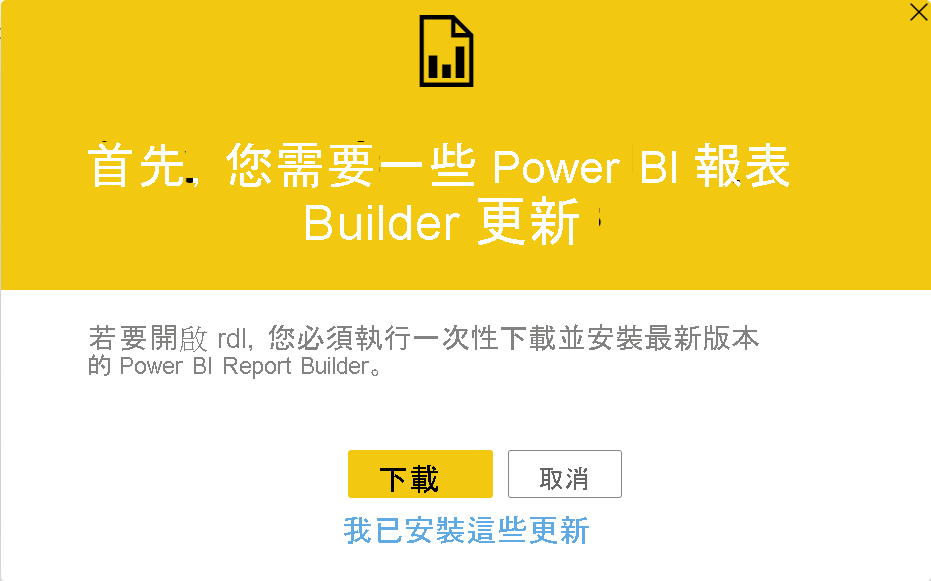 首先, 您需要一些 Power BI 報表
Builder 更新
若要開啟 rdl, 您必須執行一次性下載並安裝最新版本
的 Power BI Report Builder。
下載
取消
我已安裝這些更新